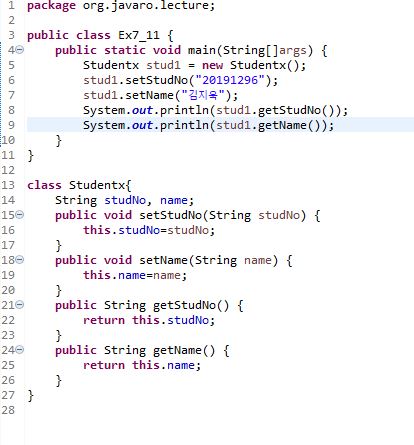 1 package org.javaro.lecture;
2
3 public class Ex7_11 {
4 public static void main(String[]args) {
5 Studentx stud1 = new Studentx();
6 stud1.setStudNo("20191296");
7 stud1.setName("김지욱");
8 System.out.println(stud1.getStudNo());
9 System.out.println(stud1.getName());
10 }
11 }
12
13 class Studentx{
14 String studNo, name;
15 public void setStudNo(String studNo) {
16 this.studNo=studNo;
17 }
18 public void setName(String name) {
19 this.name=name;
20 }
21 public String getStudNo() {
22 return this.studNo;
23 }
24 public String getName() {
25 return this.name;
26 }
27 }
28